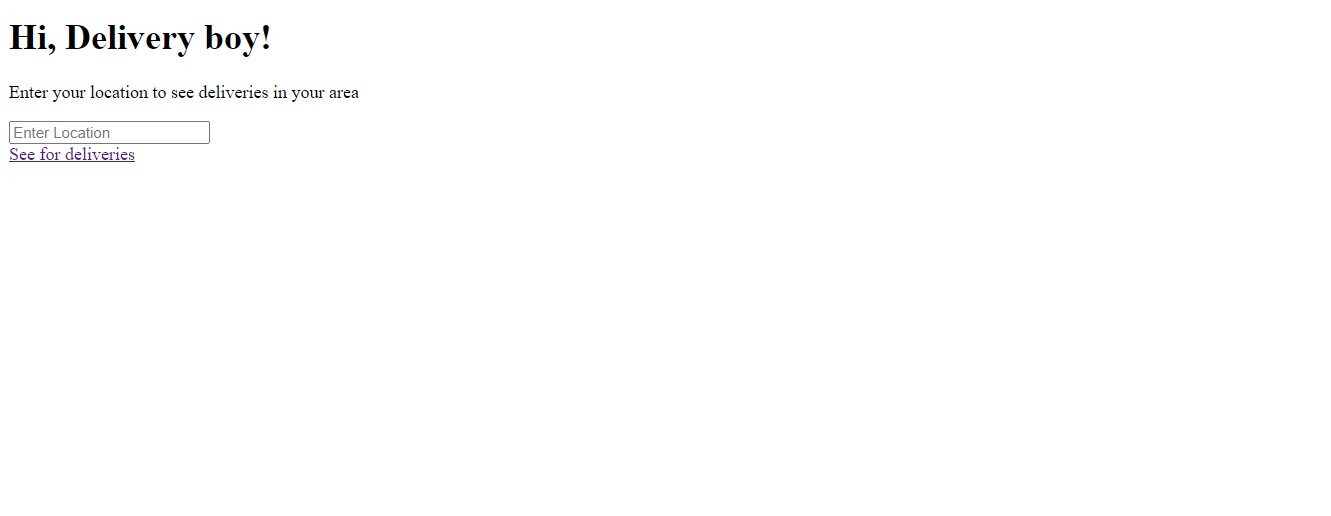 Hi, Delivery boy!
Enter your location to see deliveries in your area
Enter Location
See for deliveries